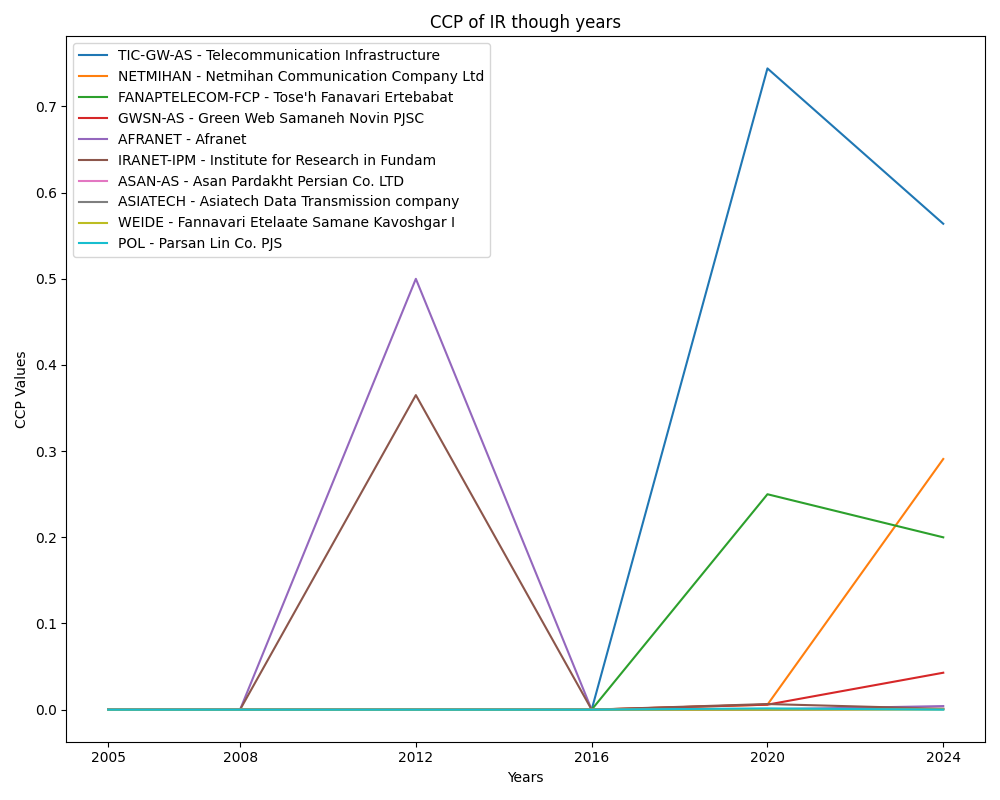 CCP of IR though years
TIC-GW-AS - Telecommunication Infrastructure
NETMIHAN - Netmihan Communication Company Ltd
FANAPTELECOM-FCP - Tose'h Fanavari Ertebabat
GWSN-AS - Green Web Samaneh Novin PJSC
AFRANET - Afranet
IRANET-IPM - Institute for Research in Fundam
ASAN-AS - Asan Pardakht Persian Co. LTD
ASIATECH - Asiatech Data Transmission company
WEIDE - Fannavari Etelaate Samane Kavoshgar I
POL - Parsan Lin Co. PJS
0.7
0.6
0.5
0.4
0.3
0.2
0.1
0.0
CCP Values
2005 2008 2012 2016 2020 2024
Years